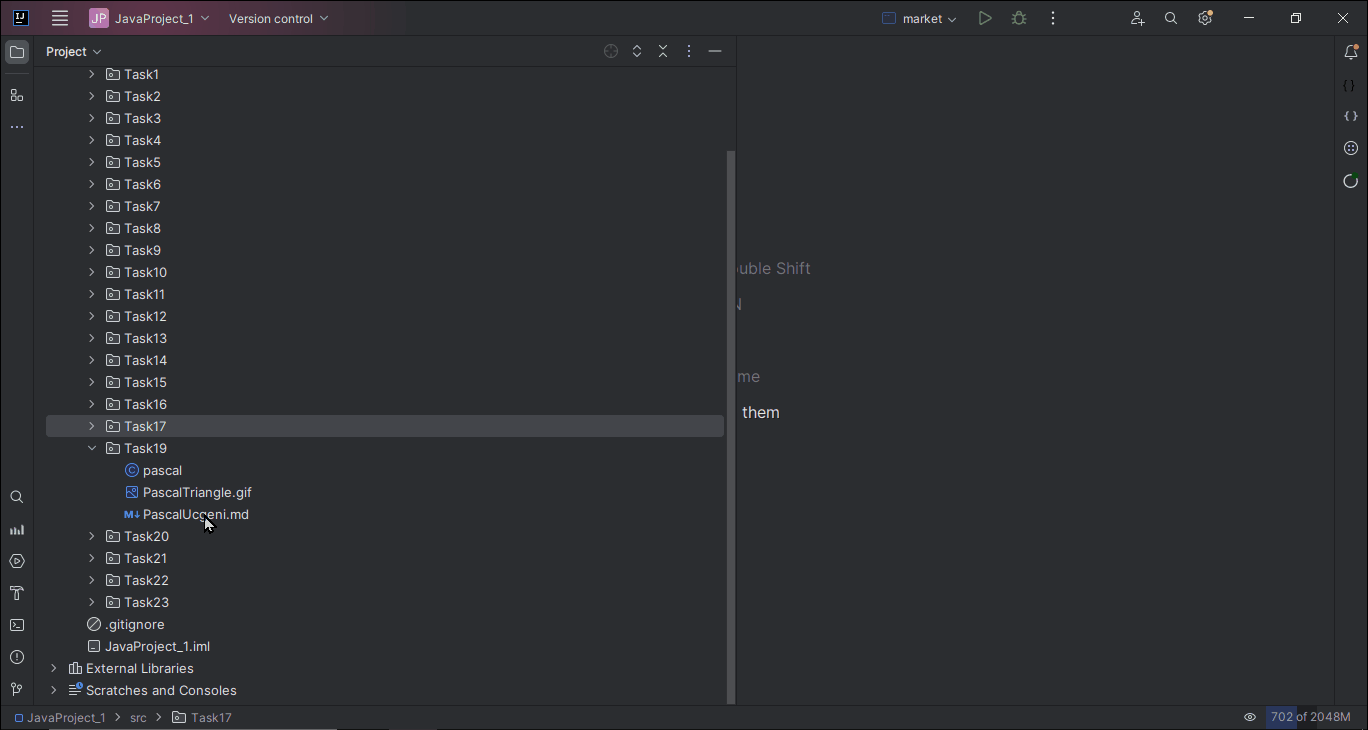 JP JavaProject_1 Version control market
Project
Task1
Task2
Task3
Task4
Task5
Task6
Task7
Task8
Task9
Task10
Task11
Task12
Task13
Task14
Task15
Task16
Task17
Task19
pascal
PascalTriangle.gif
PascalUcgeni.md
Task20
Task21
Task22
Task23
.gitignore
JavaProject_1.iml
External Libraries
Scratches and Consoles
uble Shift
me
them
JavaProject_1 > src > Task17 702 of 2048M